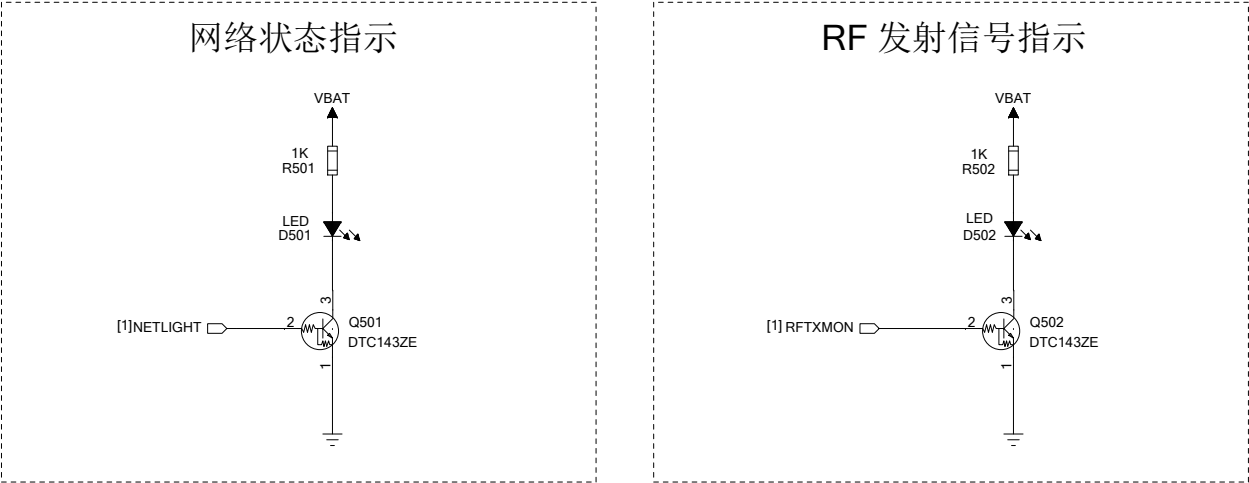 网络状态指示
VBAT
1K
R501
LED
D501
3
[1]NETLIGHT
2
Q501
DTC143ZE
1
RF 发射信号指示
VBAT
1K
R502
LED
D502
3
[1] RFTXMON
2
Q502
DTC143ZE
1